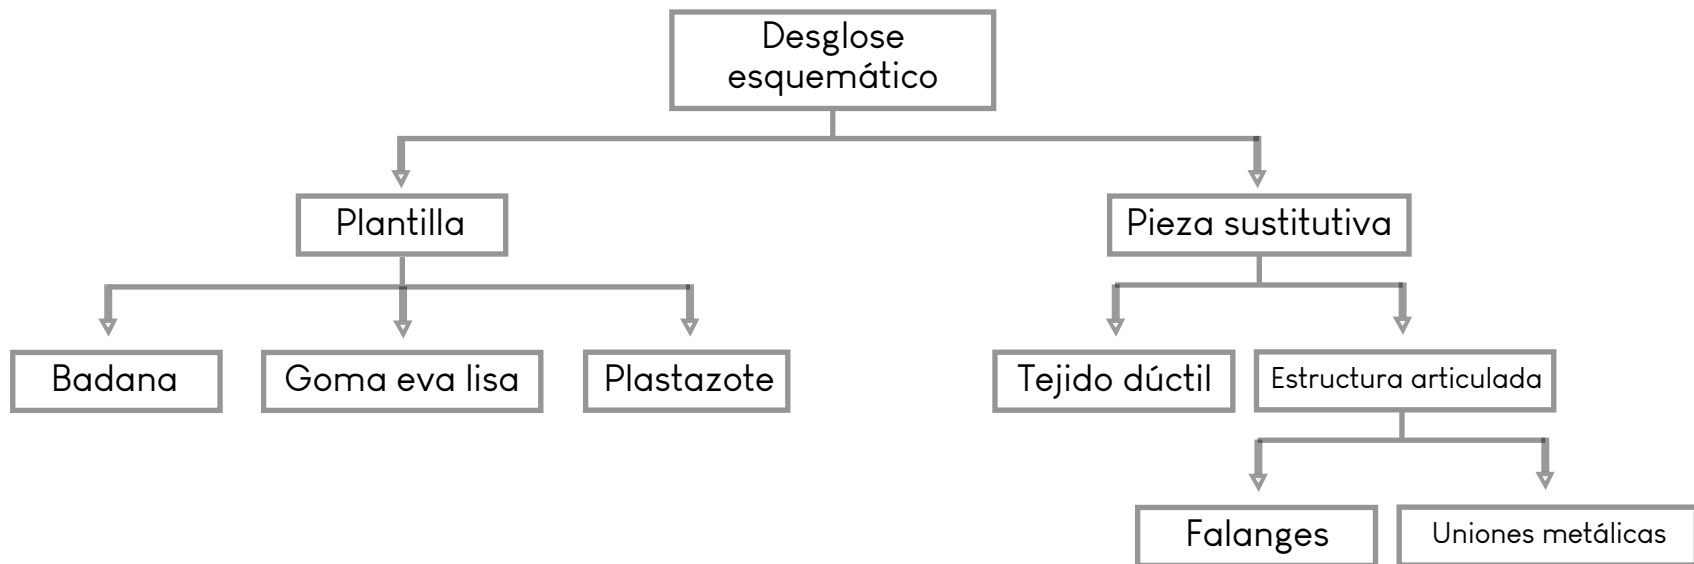 Desglose
esquemático
Plantilla
Pieza sustitutiva
Badana
Goma eva lisa
Plastazote
Tejido dúctil
Estructura articulada
Falanges
Uniones metálicas